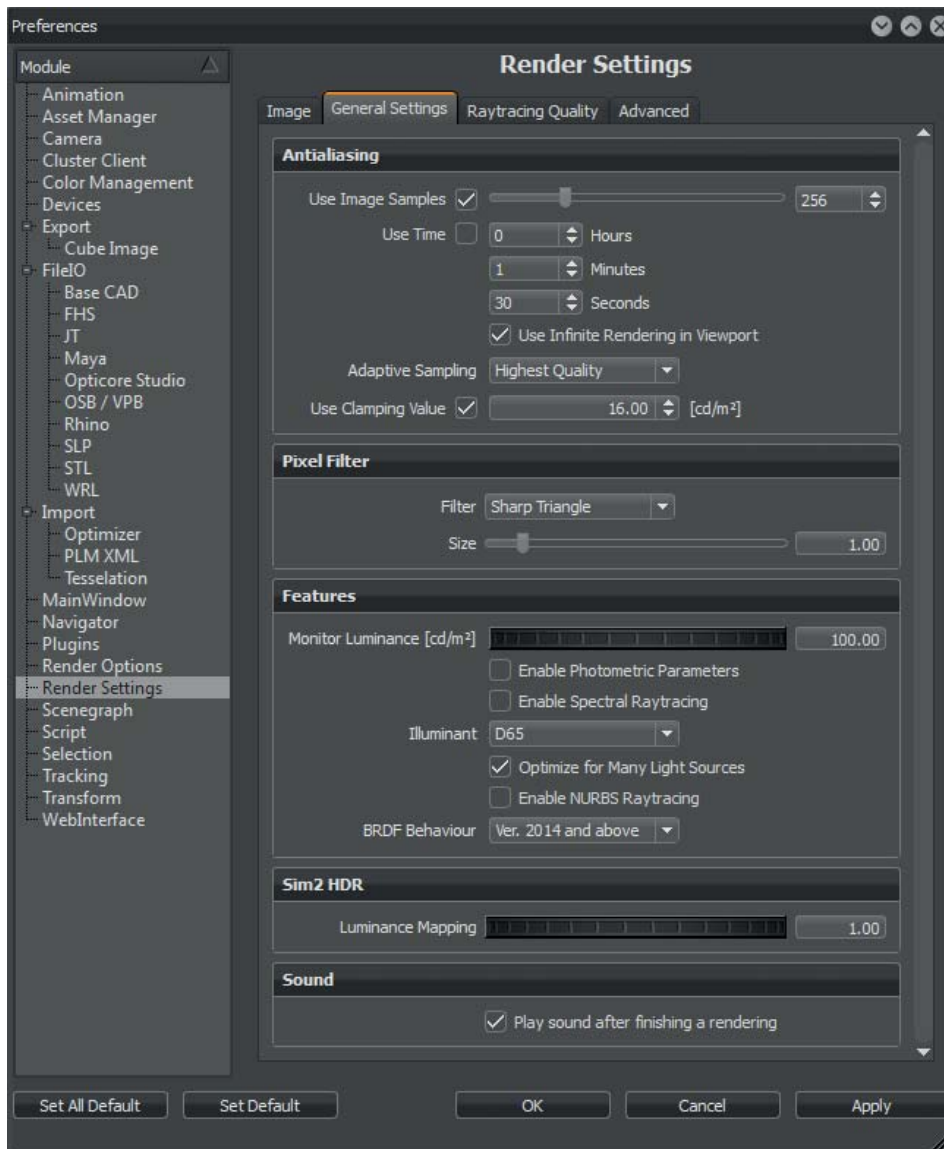 Preferences
Module
Animation
Asset Manager
Camera
Cluster Client
Color Management
Devices
Export
Cube Image
FileIO
Base CAD
FHS
JT
Maya
Opticore Studio
OSB / VPB
Rhino
SLP
STL
WRL
Import
Optimizer
PLM XML
Tesselation
MainWindow
Navigator
Plugins
Render Options
Render Settings
Scenegraph
Script
Selection
Tracking
Transform
WebInterface
Render Settings
Image General Settings Raytracing Quality Advanced
Antialiasing
Use Image Samples 256
Use Time 0 Hours
1 Minutes
30 Seconds
Use Infinite Rendering in Viewport
Adaptive Sampling Highest Quality
Use Clamping Value 16.00 [cd/m²]
Pixel Filter
Filter Sharp Triangle
Size 1.00
Features
Monitor Luminance [cd/m²] 100.00
Enable Photometric Parameters
Enable Spectral Raytracing
Illuminant D65
Optimize for Many Light Sources
Enable NURBS Raytracing
BRDF Behaviour Ver. 2014 and above
Sim2 HDR
Luminance Mapping 1.00
Sound
Play sound after finishing a rendering
Set All Default Set Default OK Cancel Apply